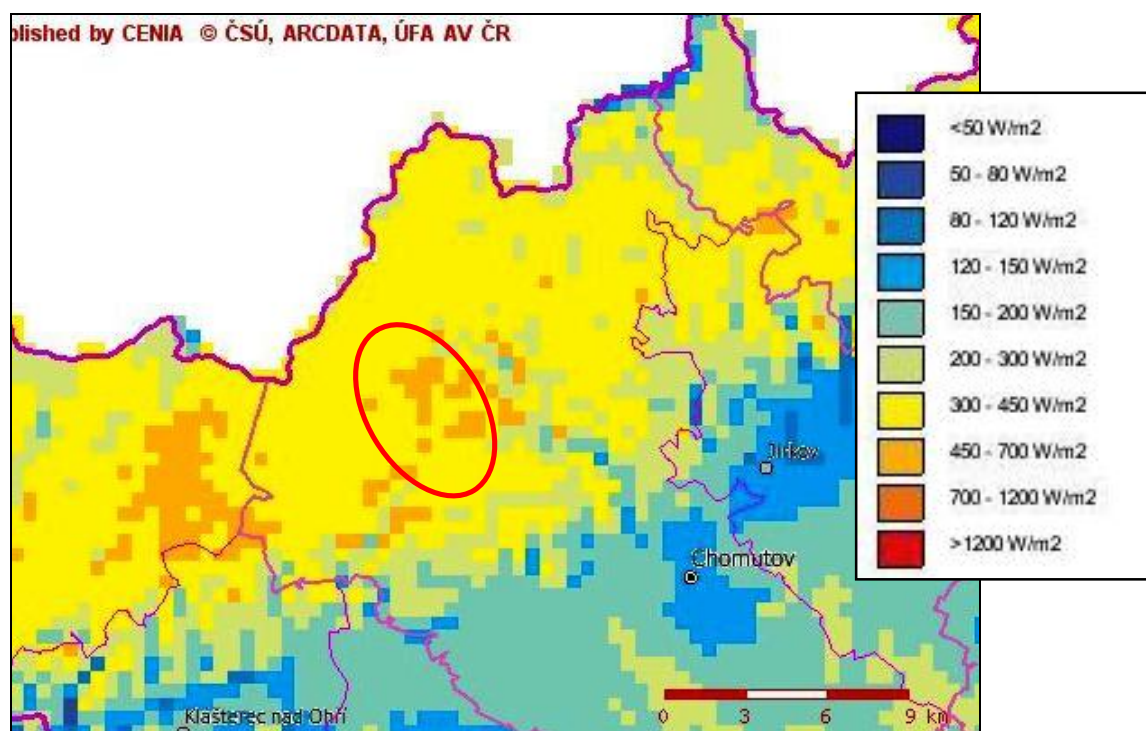 blished by CENIA © ČSÚ, ARCDATA, ÚFA AV ČR
<50 W/m2
50 - 80 W/m2
80 - 120 W/m2
120 - 150 W/m2
150 - 200 W/m2
200 - 300 W/m2
300 - 450 W/m2
450 - 700 W/m2
700 - 1200 W/m2
>1200 W/m2
Jirkov
Chomutov
Klášterec nad Ohří
0 3 6 9 km